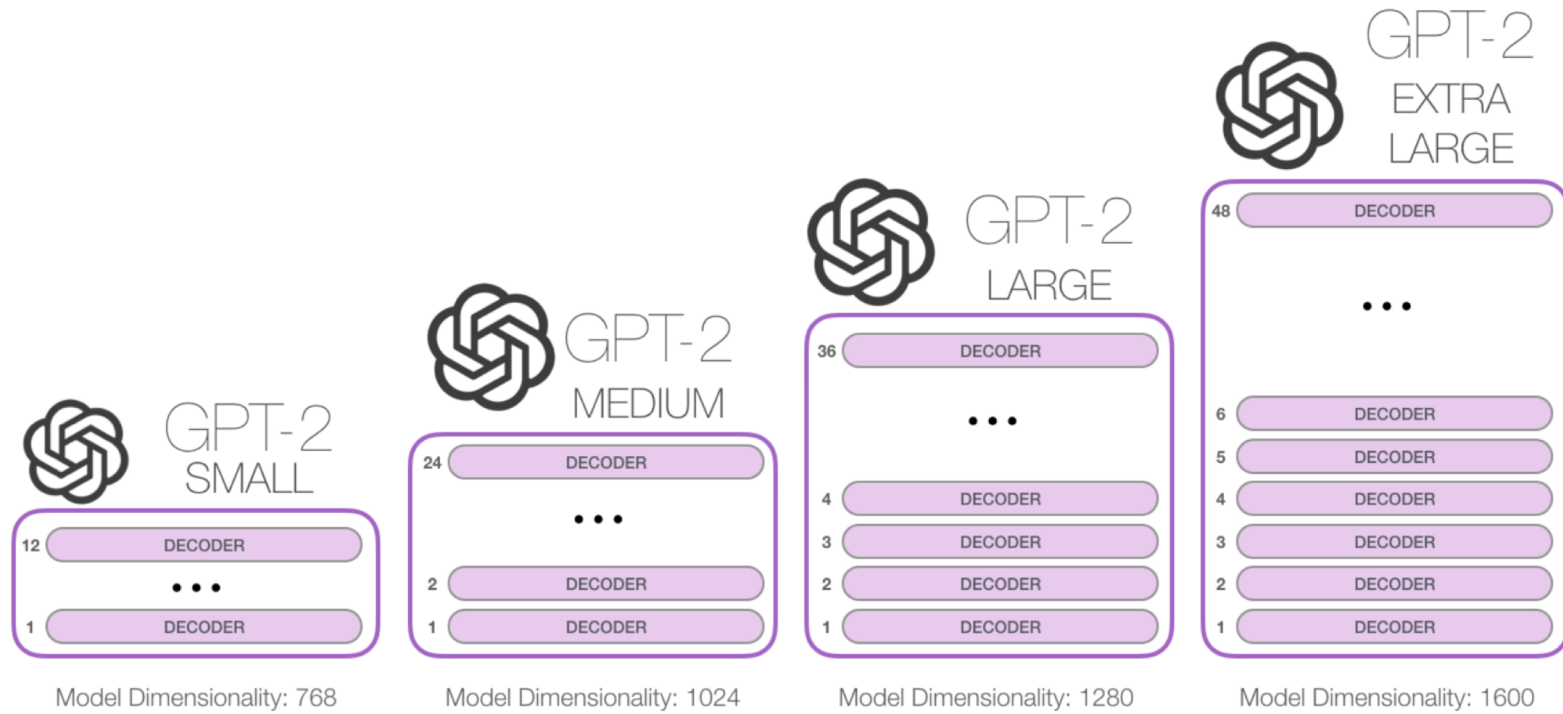 GPT-2
SMALL
12 DECODER
...
1 DECODER
Model Dimensionality: 768
GPT-2
MEDIUM
24 DECODER
...
2 DECODER
1 DECODER
Model Dimensionality: 1024
GPT-2
LARGE
36 DECODER
...
4 DECODER
3 DECODER
2 DECODER
1 DECODER
Model Dimensionality: 1280
GPT-2
EXTRA
LARGE
48 DECODER
...
6 DECODER
5 DECODER
4 DECODER
3 DECODER
2 DECODER
1 DECODER
Model Dimensionality: 1600